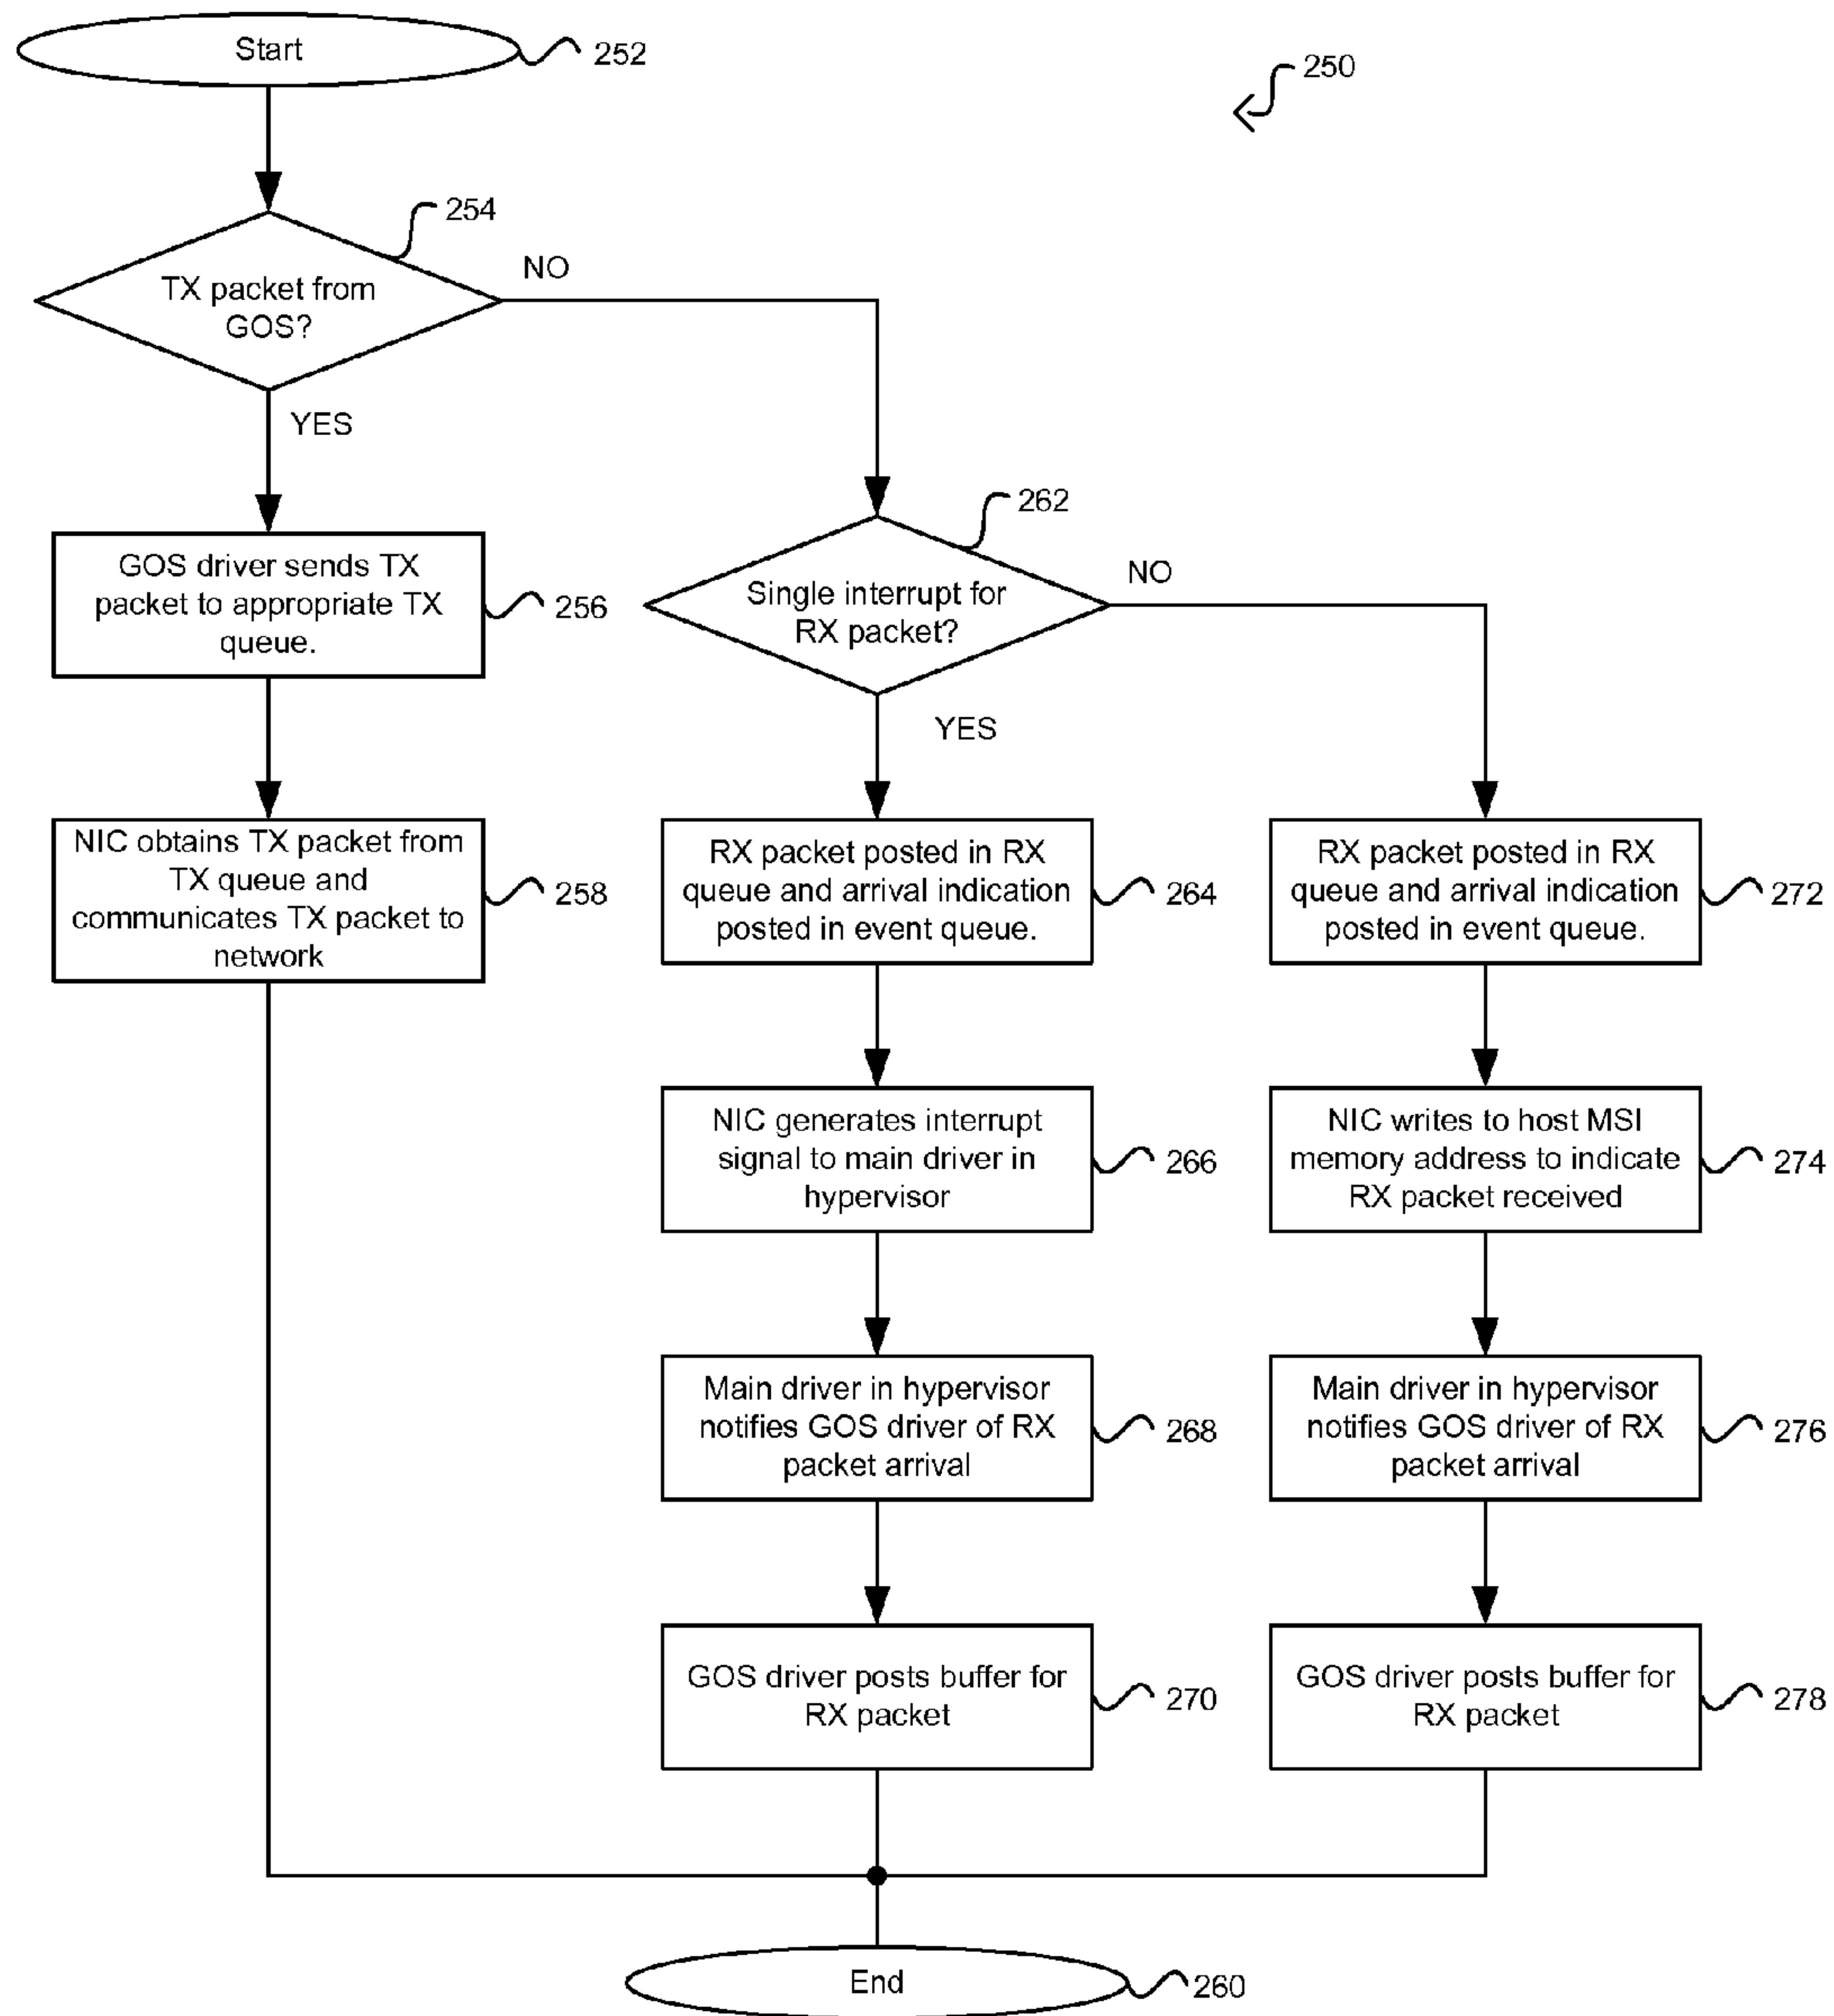 Start
252
250
254
TX packet from
GOS?
NO
YES
262
Single interrupt for
RX packet?
NO
YES
GOS driver sends TX
packet to appropriate TX
queue.
256
NIC obtains TX packet from
TX queue and
communicates TX packet to
network
258
RX packet posted in RX
queue and arrival indication
posted in event queue.
264
RX packet posted in RX
queue and arrival indication
posted in event queue.
272
NIC generates interrupt
signal to main driver in
hypervisor
266
NIC writes to host MSI
memory address to indicate
RX packet received
274
Main driver in hypervisor
notifies GOS driver of RX
packet arrival
268
Main driver in hypervisor
notifies GOS driver of RX
packet arrival
276
GOS driver posts buffer for
RX packet
270
GOS driver posts buffer for
RX packet
278
End
260